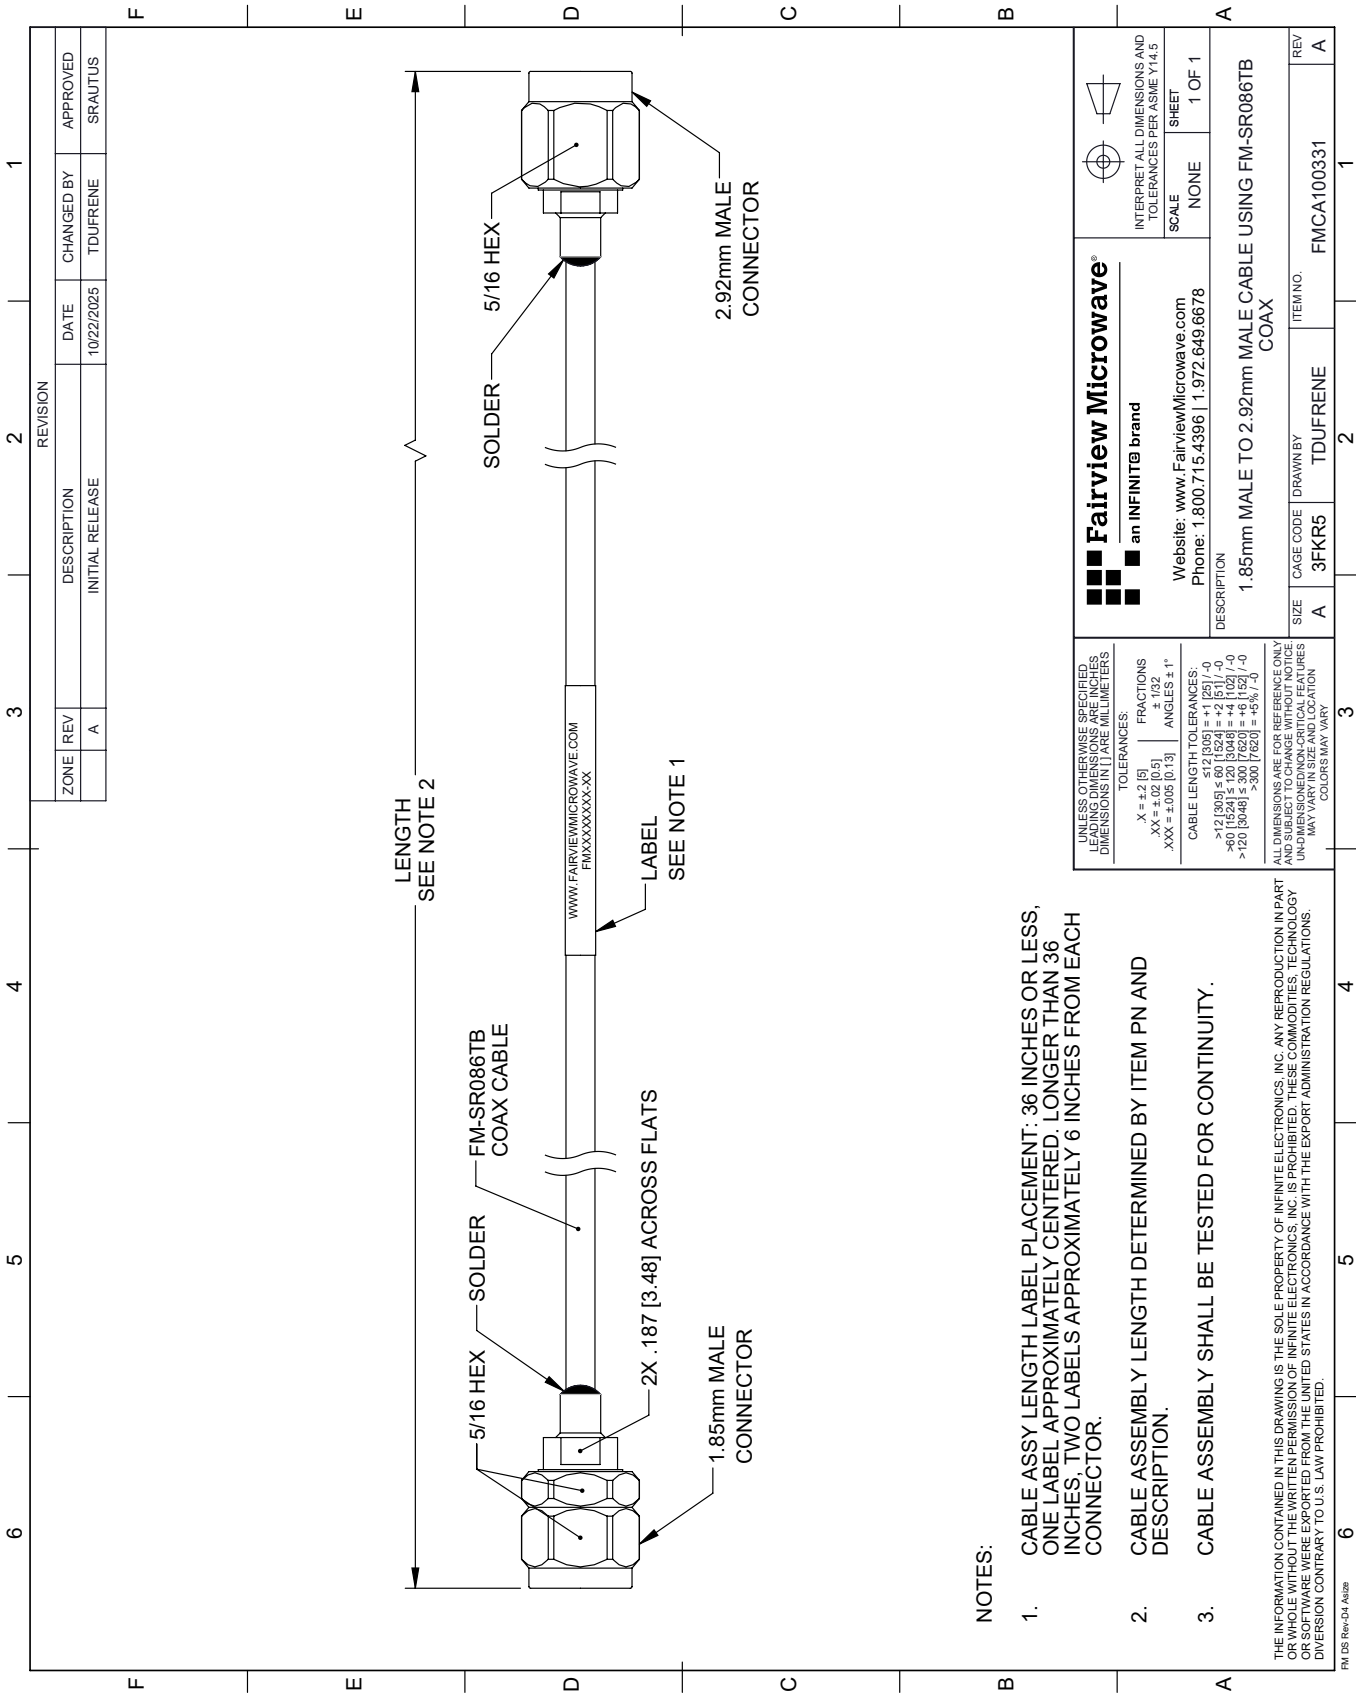 REVISION
ZONE REV DESCRIPTION DATE CHANGED BY APPROVED
A INITIAL RELEASE 10/22/2025 TDUFRENE SRAUTUS
6 5 4 3 2 1
F
E
D
C
B
A
LENGTH
SEE NOTE 2
5/16 HEX
SOLDER
FM-SR086TB
COAX CABLE
SOLDER
5/16 HEX
WWW.FAIRVIEWMICROWAVE.COM
FMXXXXXXXX-XX
2X .187 [3.48] ACROSS FLATS
1.85mm MALE
CONNECTOR
LABEL
SEE NOTE 1
2.92mm MALE
CONNECTOR
NOTES:
1. CABLE ASSY LENGTH LABEL PLACEMENT: 36 INCHES OR LESS,
ONE LABEL APPROXIMATELY CENTERED. LONGER THAN 36
INCHES, TWO LABELS APPROXIMATELY 6 INCHES FROM EACH
CONNECTOR.
2. CABLE ASSEMBLY LENGTH DETERMINED BY ITEM PN AND
DESCRIPTION.
3. CABLE ASSEMBLY SHALL BE TESTED FOR CONTINUITY.
THE INFORMATION CONTAINED IN THIS DRAWING IS THE SOLE PROPERTY OF INFINITE ELECTRONICS, INC. ANY REPRODUCTION IN PART
OR WHOLE WITHOUT THE WRITTEN PERMISSION OF INFINITE ELECTRONICS, INC. IS PROHIBITED. THESE COMMODITIES, TECHNOLOGY
OR SOFTWARE WERE EXPORTED FROM THE UNITED STATES IN ACCORDANCE WITH THE EXPORT ADMINISTRATION REGULATIONS.
DIVERSION CONTRARY TO U.S. LAW PROHIBITED.
UNLESS OTHERWISE SPECIFIED
LEADING DIMENSIONS ARE INCHES
DIMENSIONS IN [ ] ARE MILLIMETERS
TOLERANCES:
.X = ±.2 [5] FRACTIONS
.XX = ±.02 [0.5] ± 1/32
.XXX = ±.005 [0.13] ANGLES ± 1°
CABLE LENGTH TOLERANCES:
≤12 [305] = +1 [25] / -0
>12 [305] ≤ 60 [1524] = +2 [51] / -0
>60 [1524] ≤ 120 [3048] = +4 [102] / -0
>120 [3048] ≤ 300 [7620] = +6 [152] / -0
>300 [7620] = +5% / -0
ALL DIMENSIONS ARE FOR REFERENCE ONLY
AND SUBJECT TO CHANGE WITHOUT NOTICE.
UN-DIMENSIONED/NON-CRITICAL FEATURES
MAY VARY IN SIZE AND LOCATION
COLORS MAY VARY
Fairview Microwave®
an INFINIT@ brand
Website: www.FairviewMicrowave.com
Phone: 1.800.715.4396 | 1.972.649.6678
INTERPRET ALL DIMENSIONS AND
TOLERANCES PER ASME Y14.5
SCALE NONE
SHEET 1 OF 1
DESCRIPTION
1.85mm MALE TO 2.92mm MALE CABLE USING FM-SR086TB
COAX
SIZE A
CAGE CODE 3FKR5
DRAWN BY TDUFRENE
ITEM NO. FMCA100331
REV A
6 5 4 3 2 1
F
E
D
C
B
A
FM DS Rev-D4 Asize